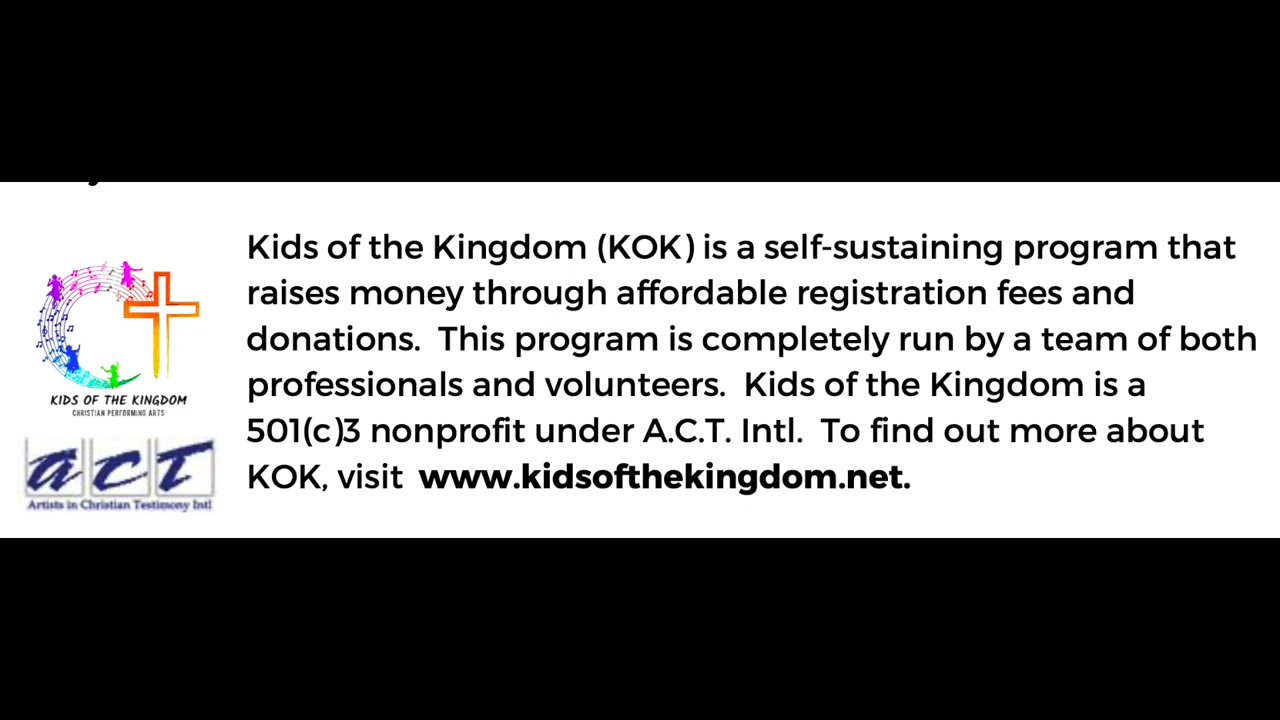 Kids of the Kingdom (KOK) is a self-sustaining program that
raises money through affordable registration fees and
donations.  This program is completely run by a team of both
professionals and volunteers.  Kids of the Kingdom is a
501(c)3 nonprofit under A.C.T. Intl.  To find out more about
KOK, visit  www.kidsofthekingdom.net.
KIDS OF THE KINGDOM
CHRISTIAN PERFORMING ARTS
act
Artists in Christian Testimony Intl